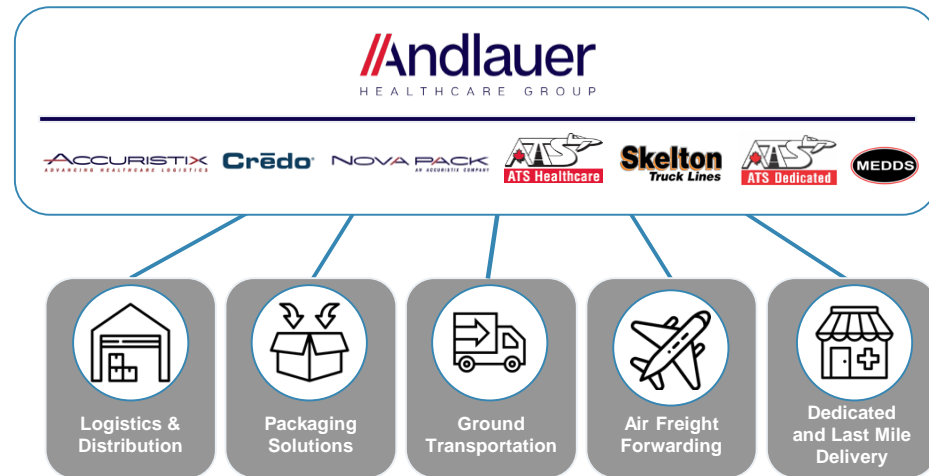 Andlauer
HEALTHCARE GROUP
ACCURISTIX
ADVANCING HEALTHCARE LOGISTICS
Crēdo
NOVA PACK
AN ACCURISTIX COMPANY
ATS
ATS Healthcare
Skelton
Truck Lines
ATS
ATS Dedicated
MEDDS
Logistics &
Distribution
Packaging
Solutions
Ground
Transportation
Air Freight
Forwarding
Dedicated
and Last Mile
Delivery